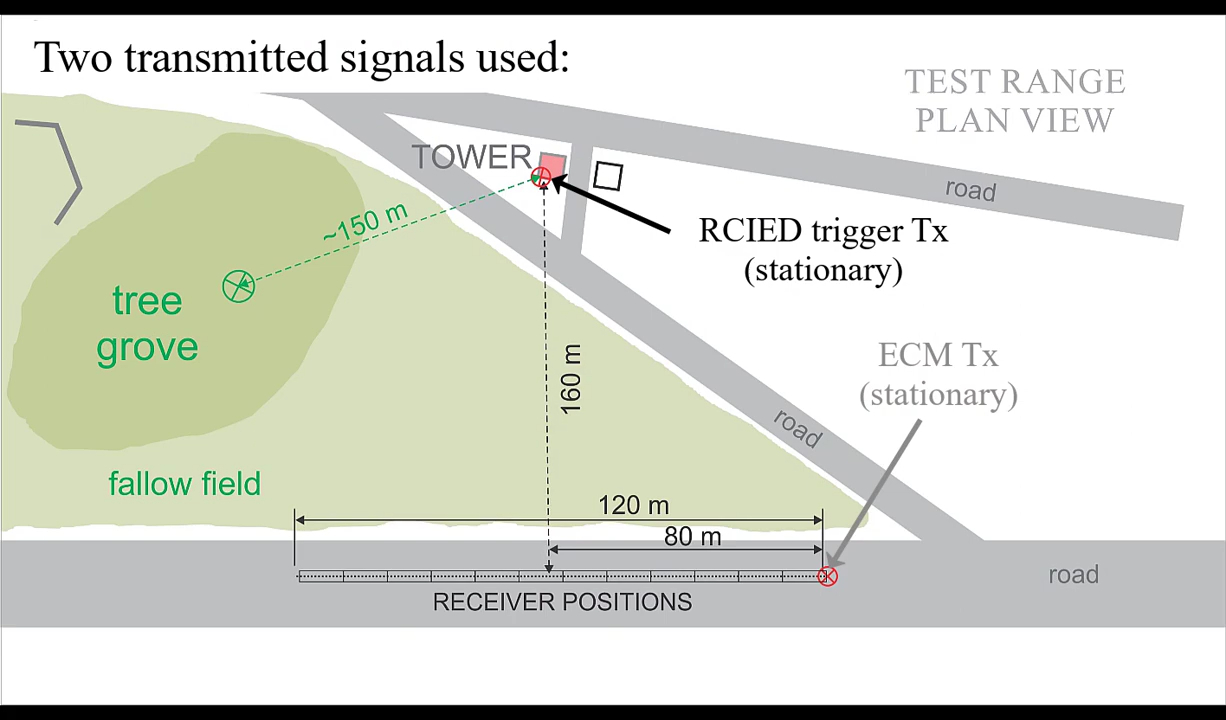 Two transmitted signals used:
TEST RANGE
PLAN VIEW
TOWER
road
~150 m
RCIED trigger Tx
(stationary)
tree
grove
160 m
ECM Tx
(stationary)
road
fallow field
120 m
80 m
road
RECEIVER POSITIONS